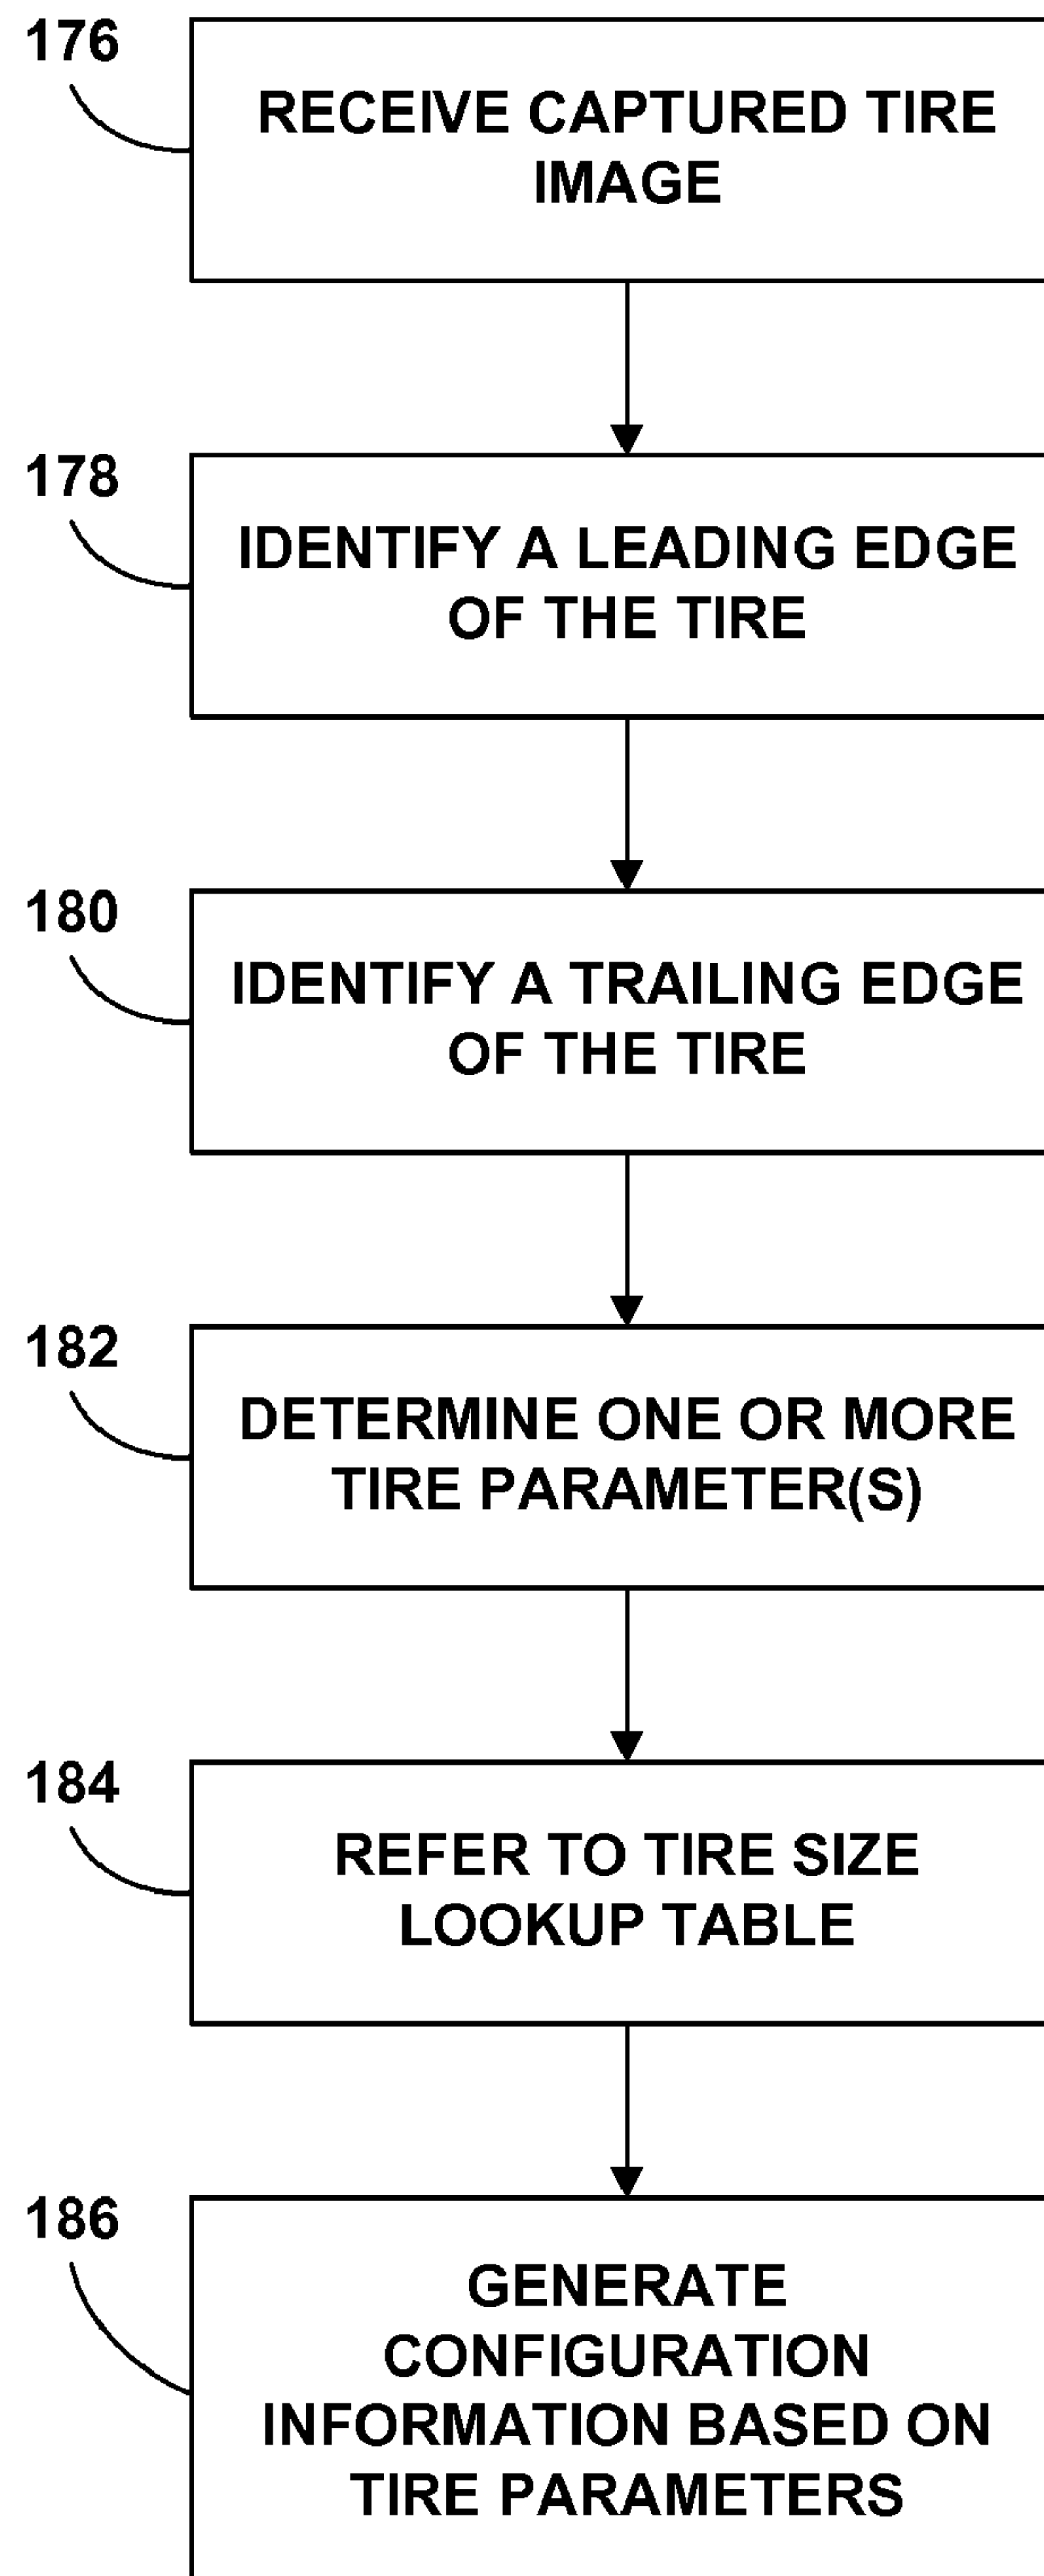 176
RECEIVE CAPTURED TIRE
IMAGE
178
IDENTIFY A LEADING EDGE
OF THE TIRE
180
IDENTIFY A TRAILING EDGE
OF THE TIRE
182
DETERMINE ONE OR MORE
TIRE PARAMETER(S)
184
REFER TO TIRE SIZE
LOOKUP TABLE
186
GENERATE
CONFIGURATION
INFORMATION BASED ON
TIRE PARAMETERS